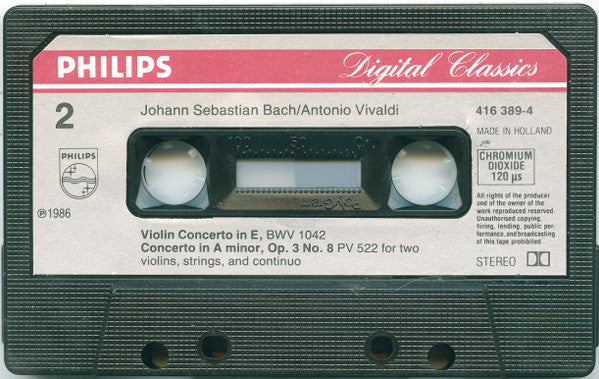 PHILIPS
Digital Classics
2
Johann Sebastian Bach/Antonio Vivaldi
416 389-4
MADE IN HOLLAND
PHILIPS
CHROMIUM
DIOXIDE
120 µs
100 50 0
℗1986
All rights of the producer
and of the owner of the
work reproduced reserved.
Unauthorised copying,
hiring, lending, public per-
formance, and broadcasting
of this tape prohibited.
Violin Concerto in E, BWV 1042
Concerto in A minor, Op. 3 No. 8 PV 522 for two
violins, strings, and continuo
STEREO